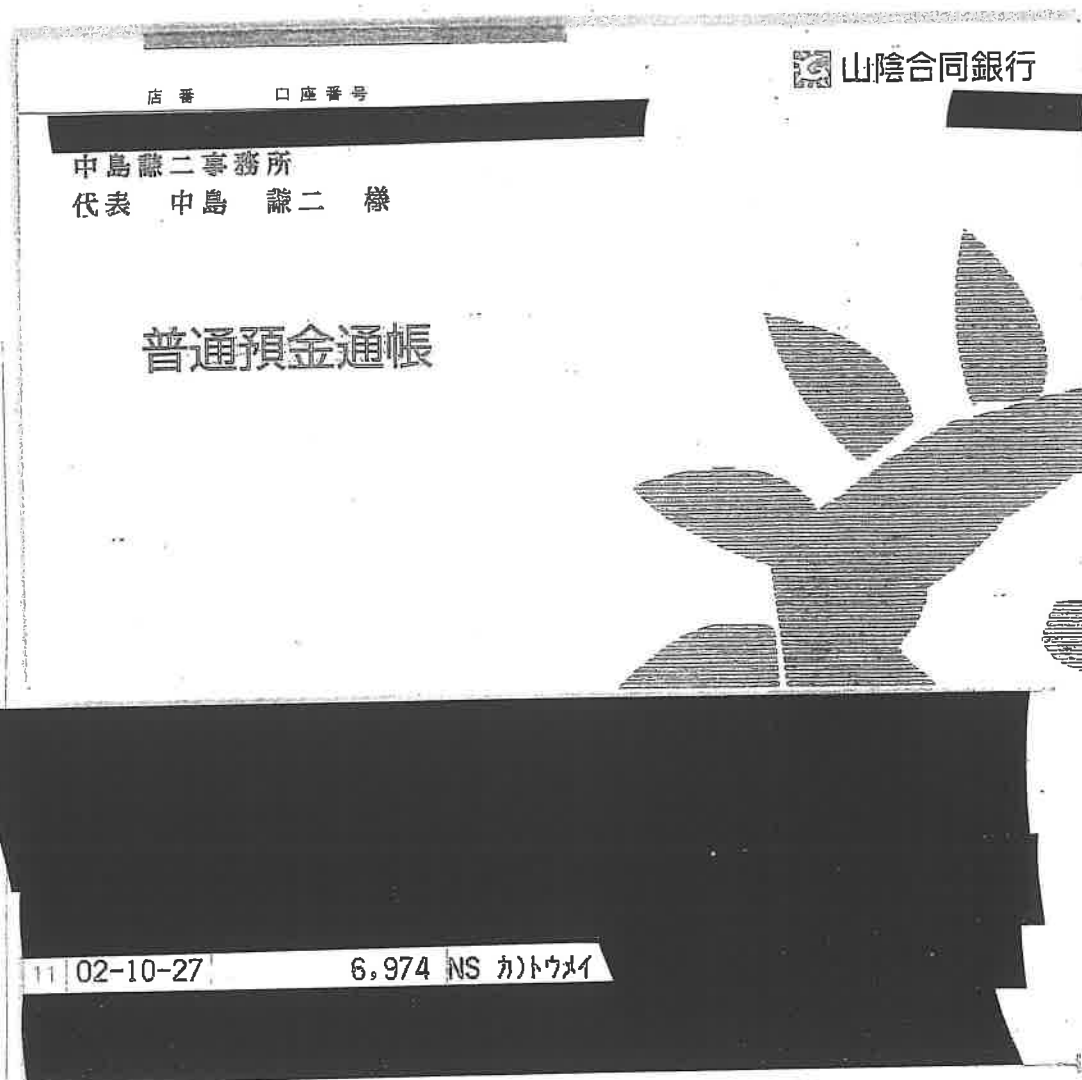 山陰合同銀行
店番 口座番号
中島謙二事務所
代表 中島 謙二 様
普通預金通帳
11 02-10-27 6,974 NS カ)トウメイ